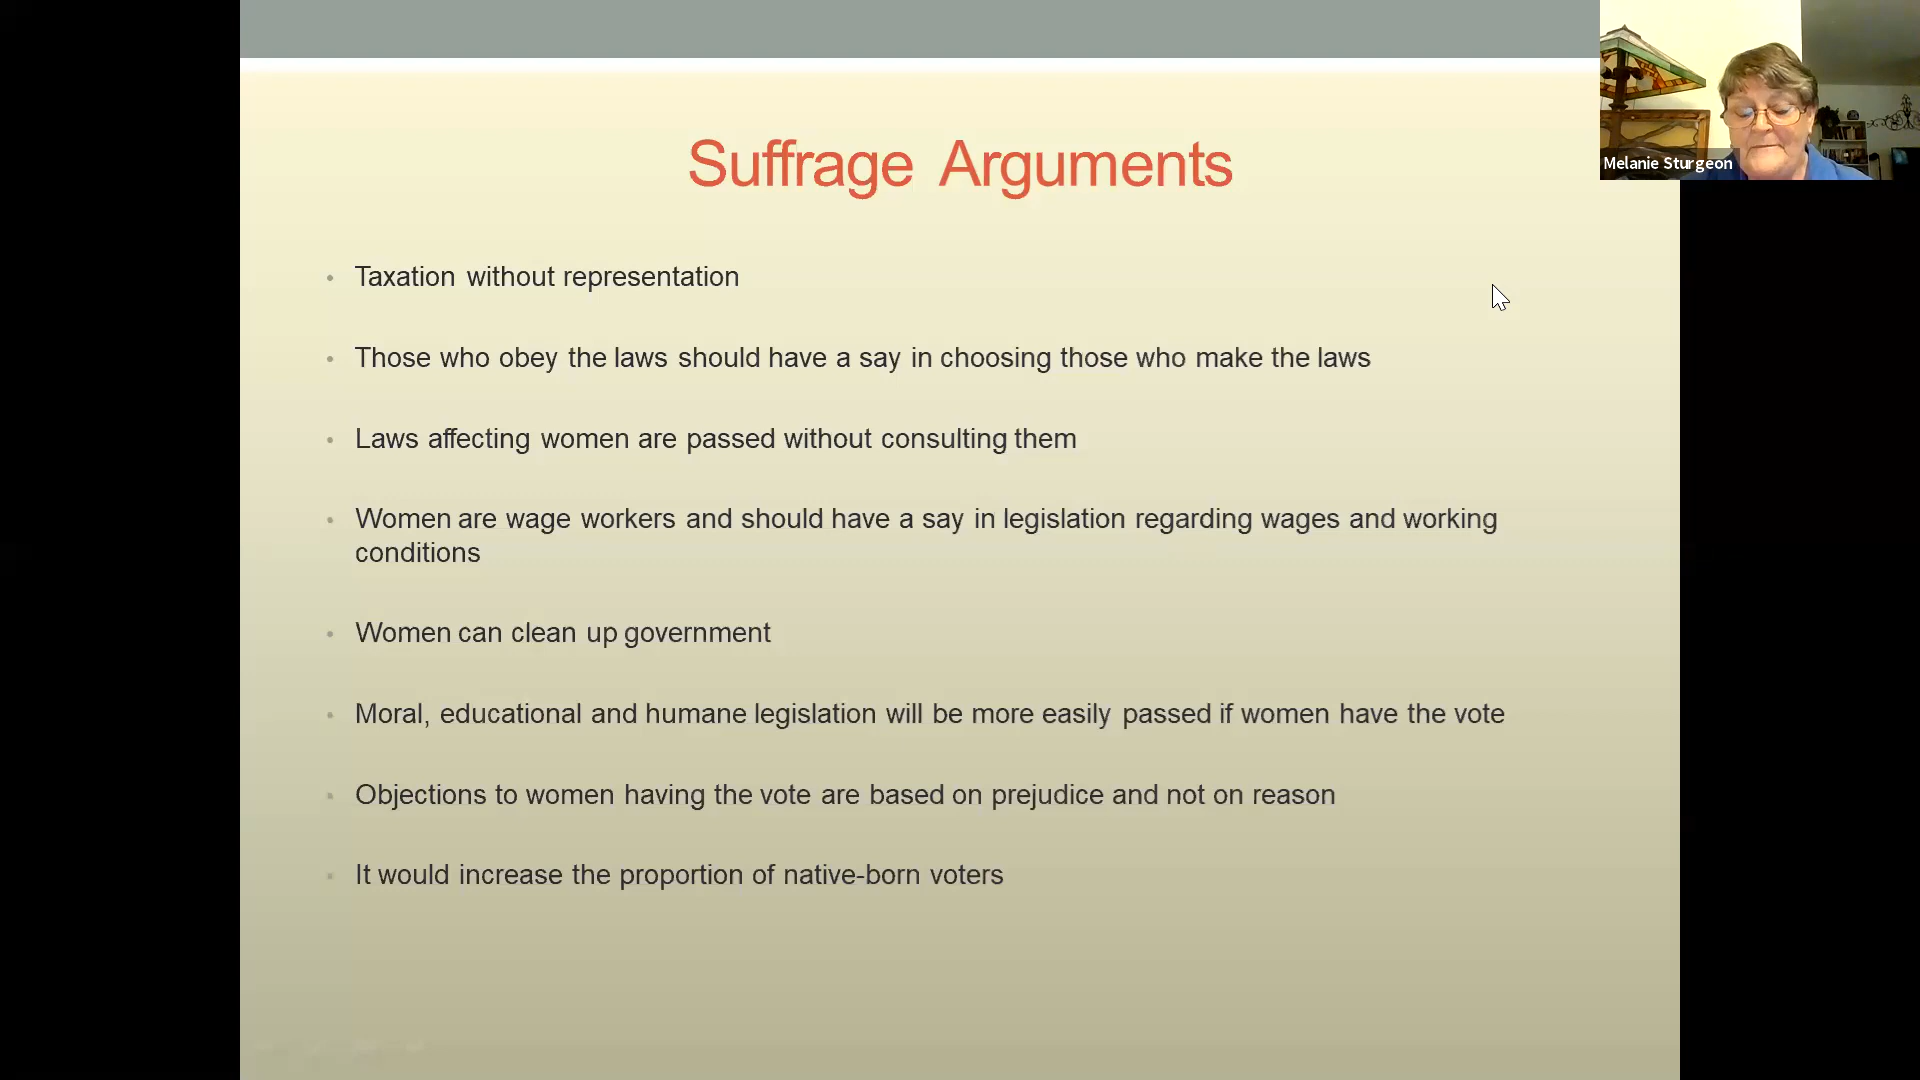 Suffrage Arguments
Melanie Sturgeon
• Taxation without representation
• Those who obey the laws should have a say in choosing those who make the laws
• Laws affecting women are passed without consulting them
• Women are wage workers and should have a say in legislation regarding wages and working
conditions
• Women can clean up government
• Moral, educational and humane legislation will be more easily passed if women have the vote
• Objections to women having the vote are based on prejudice and not on reason
• It would increase the proportion of native-born voters